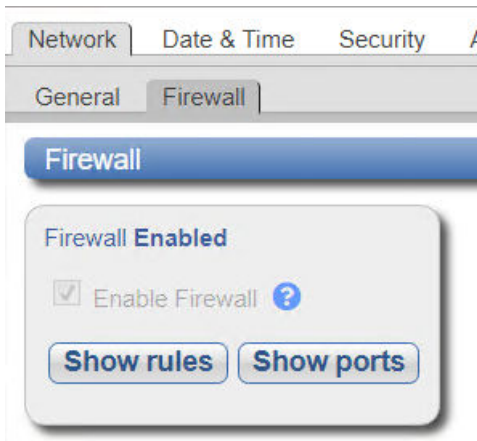 Network Date & Time Security
General Firewall
Firewall
Firewall Enabled
Enable Firewall ?
Show rules Show ports